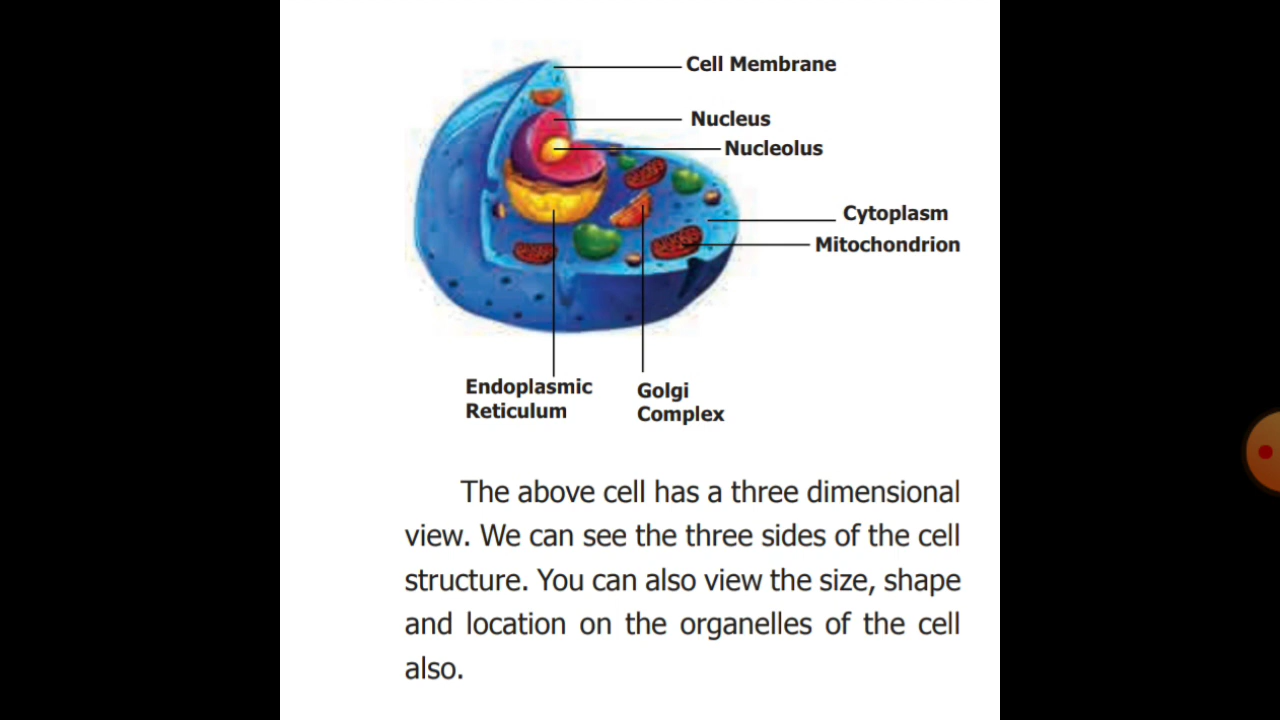 Cell Membrane
Nucleus
Nucleolus
Cytoplasm
Mitochondrion
Endoplasmic
Reticulum
Golgi
Complex
The above cell has a three dimensional
view. We can see the three sides of the cell
structure. You can also view the size, shape
and location on the organelles of the cell
also.